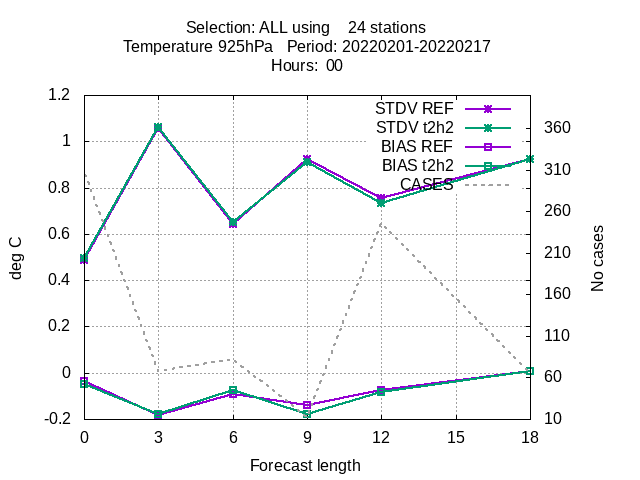 Selection: ALL using    24 stations
Temperature 925hPa   Period: 20220201-20220217
Hours:  00
STDV REF
STDV t2h2
BIAS REF
BIAS t2h2
CASES
deg C
1.2
1
0.8
0.6
0.4
0.2
0
-0.2
360
310
260
210
160
110
60
10
No cases
0 3 6 9 12 15 18
Forecast length